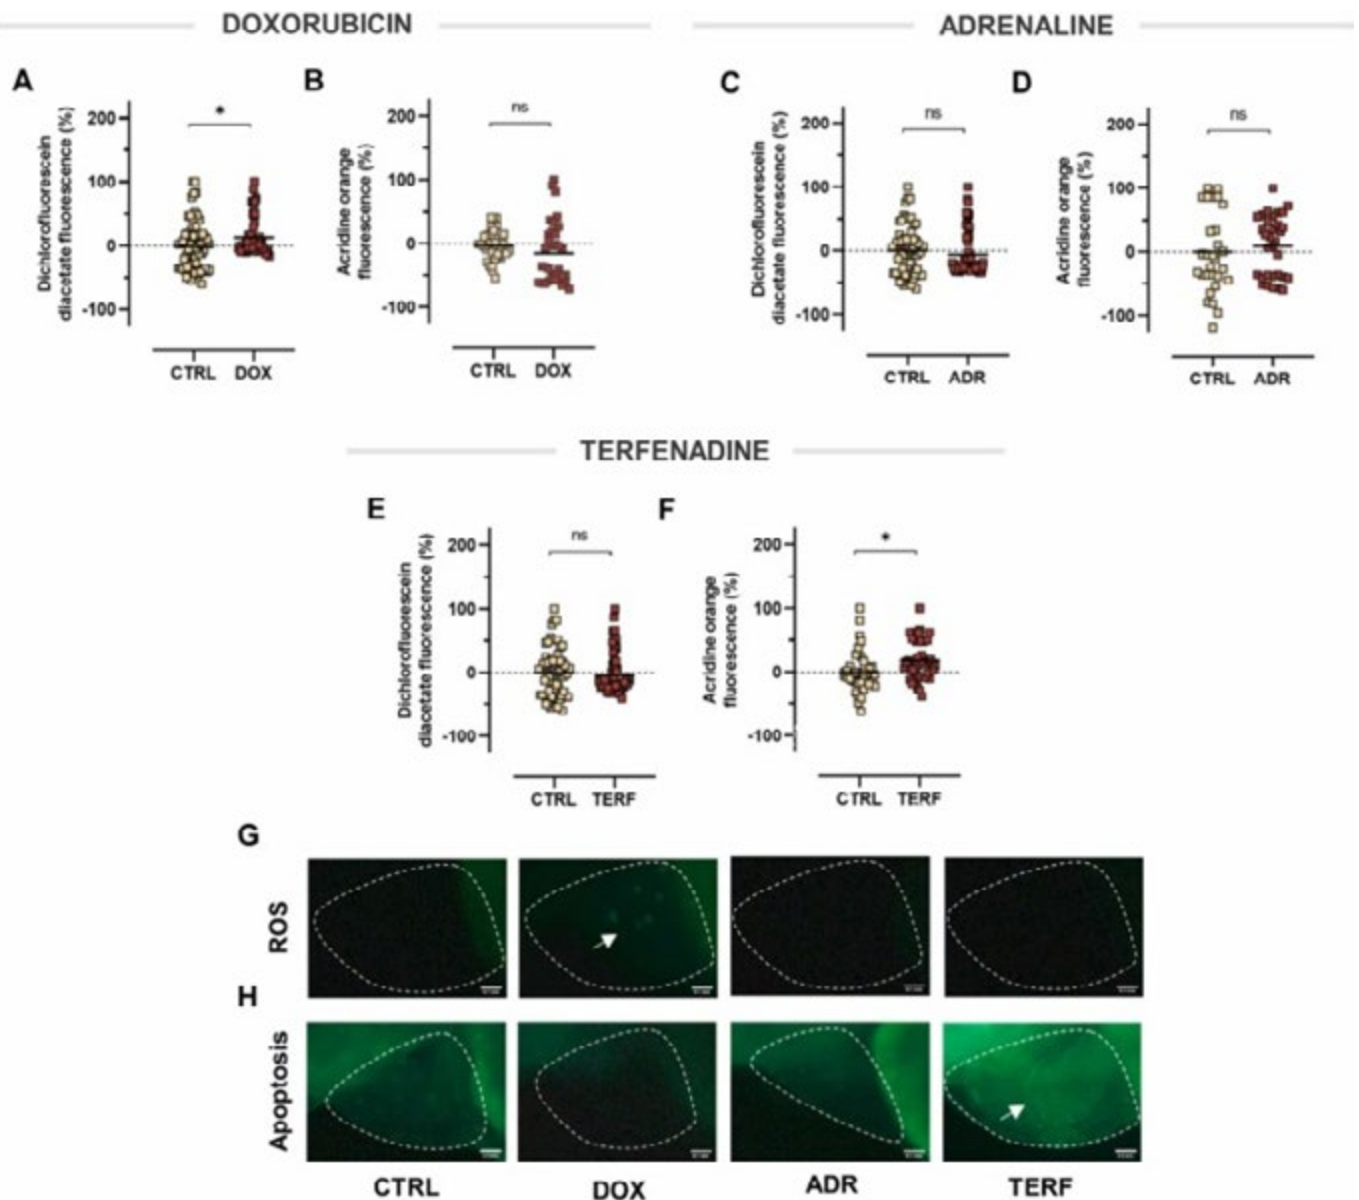 DOXORUBICIN
ADRENALINE
A
B
C
D
Dichlorofluorescein
diacetate fluorescence (%)
200
100
0
-100
*
CTRL DOX
Acridine orange
fluorescence (%)
200
100
0
-100
ns
CTRL DOX
Dichlorofluorescein
diacetate fluorescence (%)
200
100
0
-100
ns
CTRL ADR
Acridine orange
fluorescence (%)
200
100
0
-100
ns
CTRL ADR
TERFENADINE
E
F
Dichlorofluorescein
diacetate fluorescence (%)
200
100
0
-100
ns
CTRL TERF
Acridine orange
fluorescence (%)
200
100
0
-100
*
CTRL TERF
G
ROS
H
Apoptosis
CTRL
DOX
ADR
TERF